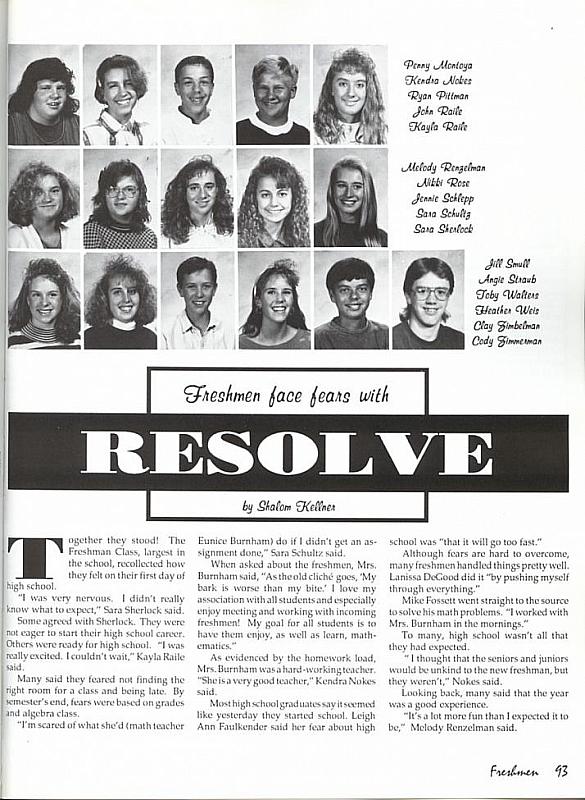 Penny Montoya
Kendra Nokes
Ryan Pittman
John Raile
Kayla Raile
Melody Renzelman
Nikki Rose
Jennie Schlepp
Sara Schultz
Sara Sherlock
Jill Smull
Angie Straub
Toby Walters
Heather Weis
Clay Zimbelman
Cody Zimmerman
Freshmen face fears with
RESOLVE
by Shalom Kellner
Together they stood! The
Freshman Class, largest in
the school, recollected how
they felt on their first day of
high school.
"I was very nervous. I didn't really
know what to expect," Sara Sherlock said.
Some agreed with Sherlock. They were
not eager to start their high school career.
Others were ready for high school. "I was
really excited. I couldn't wait," Kayla Raile
said.
Many said they feared not finding the
right room for a class and being late. By
semester's end, fears were based on grades
and algebra class.
"I'm scared of what she'd (math teacher
Eunice Burnham) do if I didn't get an as-
signment done," Sara Schultz said.
When asked about the freshmen, Mrs.
Burnham said, "As the old cliché goes, 'My
bark is worse than my bite.' I love my
association with all students and especially
enjoy meeting and working with incoming
freshmen! My goal for all students is to
have them enjoy, as well as learn, math-
ematics."
As evidenced by the homework load,
Mrs. Burnham was a hard-working teacher.
"She is a very good teacher," Kendra Nokes
said.
Most high school graduates say it seemed
like yesterday they started school. Leigh
Ann Faulkender said her fear about high
school was "that it will go too fast."
Although fears are hard to overcome,
many freshmen handled things pretty well.
Lanissa DeGood did it "by pushing myself
through everything."
Mike Fossett went straight to the source
to solve his math problems. "I worked with
Mrs. Burnham in the mornings."
To many, high school wasn't all that
they had expected.
"I thought that the seniors and juniors
would be unkind to the new freshman, but
they weren't," Nokes said.
Looking back, many said that the year
was a good experience.
"It's a lot more fun than I expected it to
be," Melody Renzelman said.
Freshmen 93